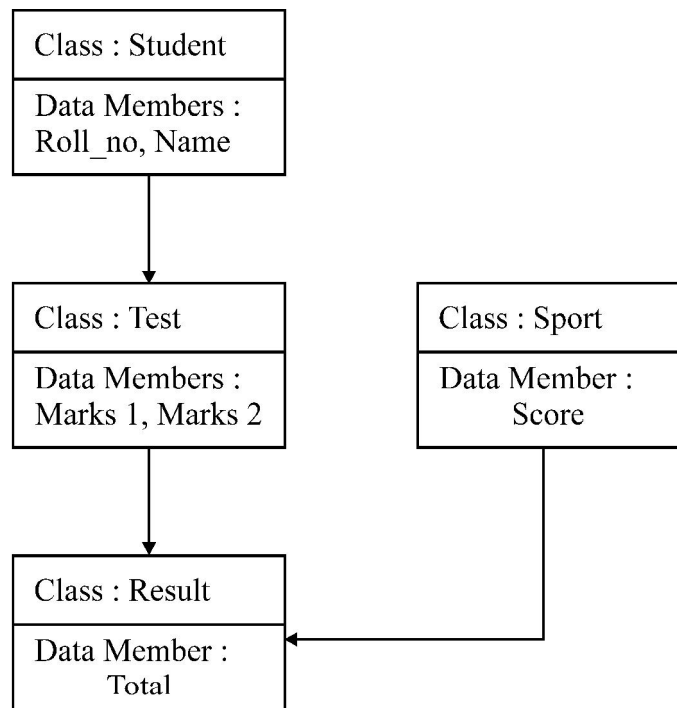 Class : Student
Data Members :
Roll_no, Name
Class : Test
Data Members :
Marks 1, Marks 2
Class : Sport
Data Member :
Score
Class : Result
Data Member :
Total